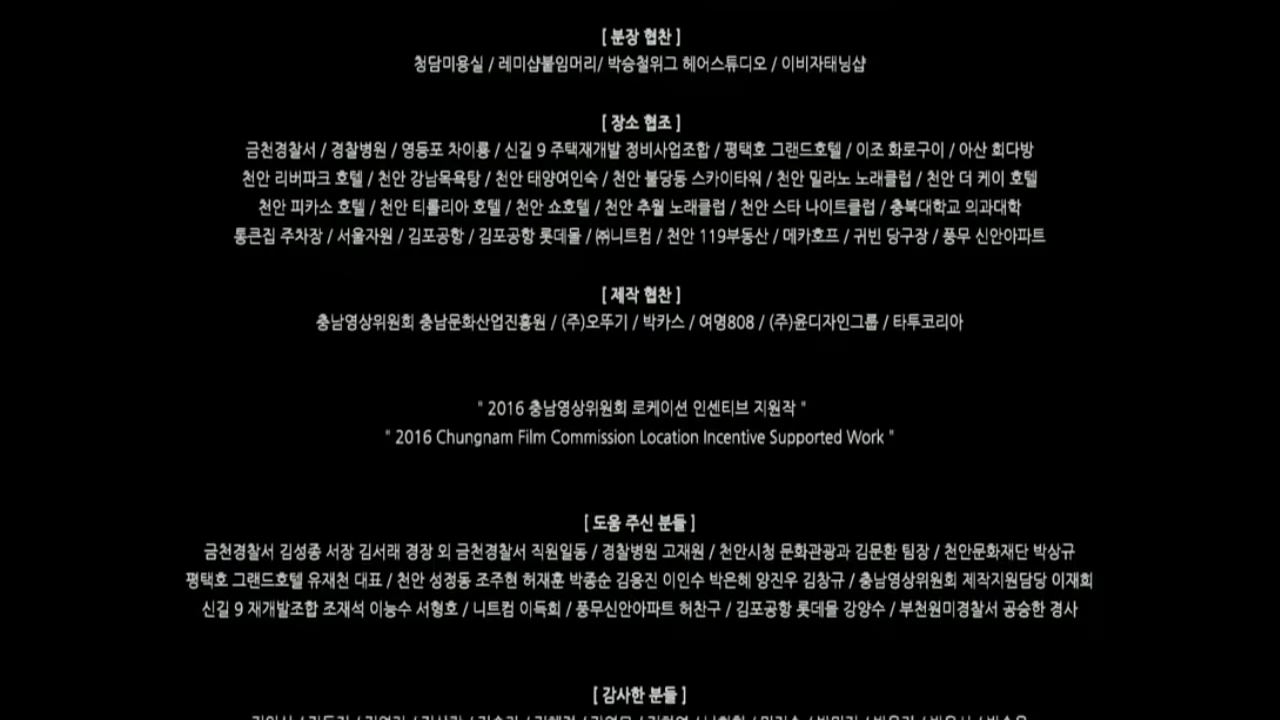 [ 분장 협찬 ]
청담미용실 / 레미샵붙임머리/ 박승철위그 헤어스튜디오 / 이비자태닝샵
[ 장소 협조 ]
금천경찰서 / 경찰병원 / 영등포 차이룡 / 신길 9 주택재개발 정비사업조합 / 평택호 그랜드호텔 / 이조 화로구이 / 아산 희다방
천안 리버파크 호텔 / 천안 강남목욕탕 / 천안 태양여인숙 / 천안 불당동 스카이타워 / 천안 밀라노 노래클럽 / 천안 더 케이 호텔
천안 피카소 호텔 / 천안 티롤리아 호텔 / 천안 쇼호텔 / 천안 추월 노래클럽 / 천안 스타 나이트클럽 / 충북대학교 의과대학
통큰집 주차장 / 서울자원 / 김포공항 / 김포공항 롯데몰 / ㈜니트컴 / 천안 119부동산 / 메카호프 / 귀빈 당구장 / 풍무 신안아파트
[ 제작 협찬 ]
충남영상위원회 충남문화산업진흥원 / (주)오뚜기 / 박카스 / 여명808 / (주)윤디자인그룹 / 타투코리아
" 2016 충남영상위원회 로케이션 인센티브 지원작 "
" 2016 Chungnam Film Commission Location Incentive Supported Work "
[ 도움 주신 분들 ]
금천경찰서 김성종 서장 김서래 경장 외 금천경찰서 직원일동 / 경찰병원 고재원 / 천안시청 문화관광과 김문환 팀장 / 천안문화재단 박상규
평택호 그랜드호텔 유재천 대표 / 천안 성정동 조주현 허재훈 박종순 김응진 이인수 박은혜 양진우 김창규 / 충남영상위원회 제작지원담당 이재희
신길 9 재개발조합 조재석 이능수 서형호 / 니트컴 이득희 / 풍무신안아파트 허찬구 / 김포공항 롯데몰 강양수 / 부천원미경찰서 공승한 경사
[ 감사한 분들 ]